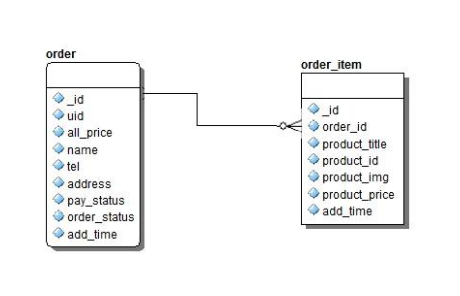 order
_id
uid
all_price
name
tel
address
pay_status
order_status
add_time
order_item
_id
order_id
product_title
product_id
product_img
product_price
add_time